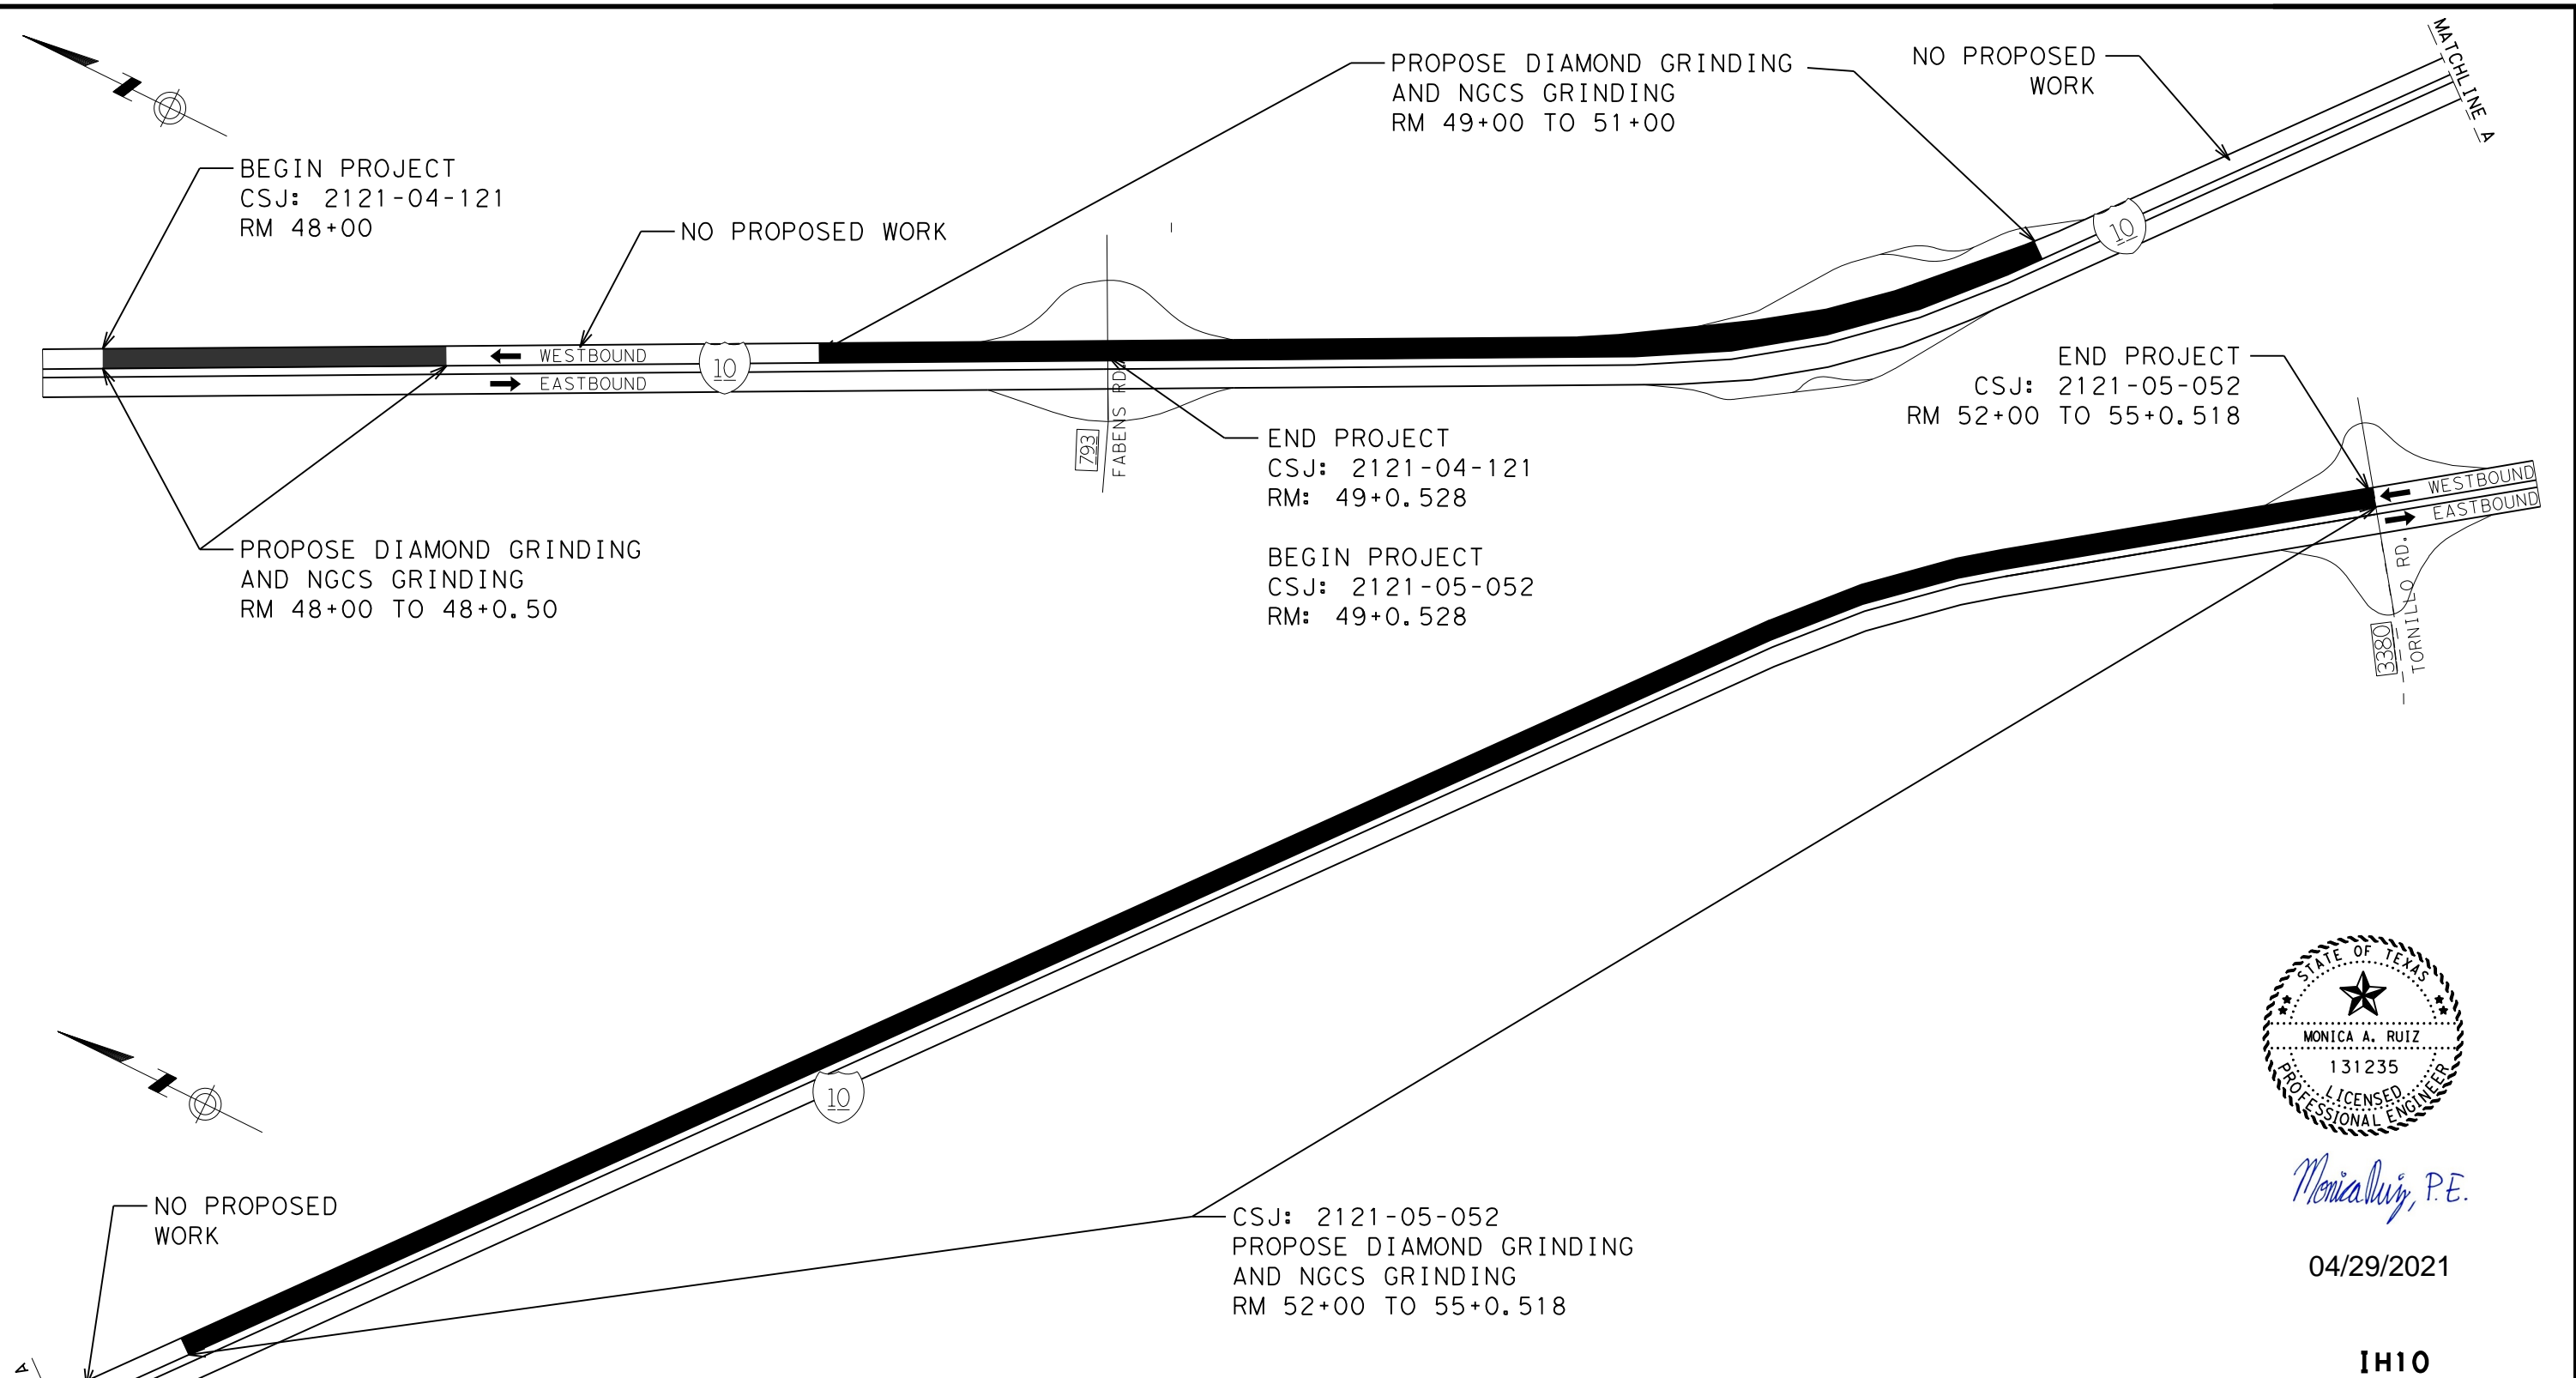 PROPOSE DIAMOND GRINDING
AND NGCS GRINDING
RM 49+00 TO 51+00
NO PROPOSED
WORK
MATCHLINE A
BEGIN PROJECT
CSJ: 2121-04-121
RM 48+00
NO PROPOSED WORK
10
WESTBOUND
EASTBOUND
10
793
FABENS RD.
END PROJECT
CSJ: 2121-05-052
RM 52+00 TO 55+0.518
END PROJECT
CSJ: 2121-04-121
RM: 49+0.528
BEGIN PROJECT
CSJ: 2121-05-052
RM: 49+0.528
PROPOSE DIAMOND GRINDING
AND NGCS GRINDING
RM 48+00 TO 48+0.50
WESTBOUND
EASTBOUND
3380
TORNILLO RD.
10
STATE OF TEXAS
MONICA A. RUIZ
131235
LICENSED
PROFESSIONAL ENGINEER
Monica Ruiz, P.E.
04/29/2021
NO PROPOSED
WORK
CSJ: 2121-05-052
PROPOSE DIAMOND GRINDING
AND NGCS GRINDING
RM 52+00 TO 55+0.518
A
IH10